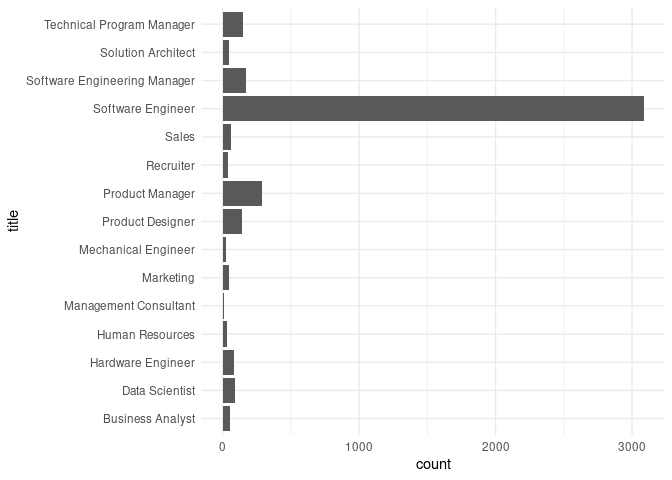 Technical Program Manager
Solution Architect
Software Engineering Manager
Software Engineer
Sales
Recruiter
Product Manager
Product Designer
Mechanical Engineer
Marketing
Management Consultant
Human Resources
Hardware Engineer
Data Scientist
Business Analyst
title
0 1000 2000 3000
count